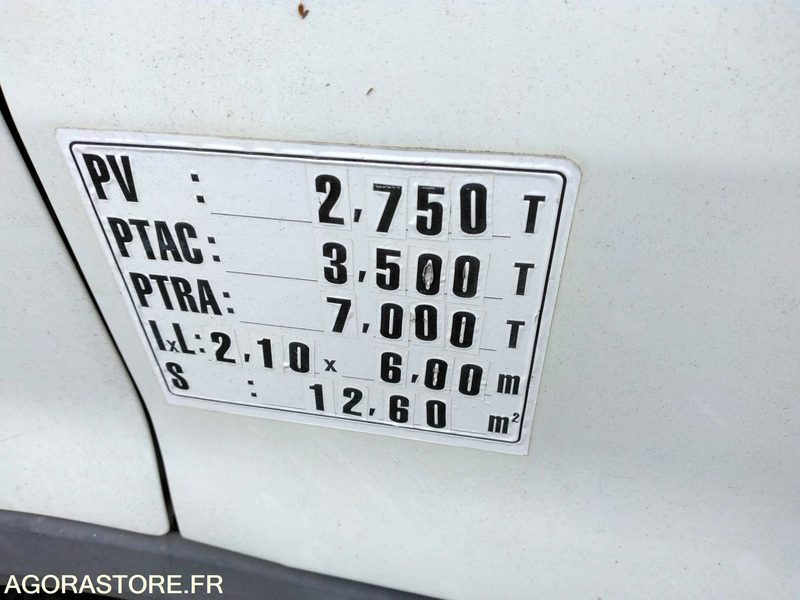 PV : 2,750 T
PTAC: 3,500 T
PTRA: 7,000 T
lxL: 2,10 x 6,00 m
S : 12,60 m²
AGORASTORE.FR